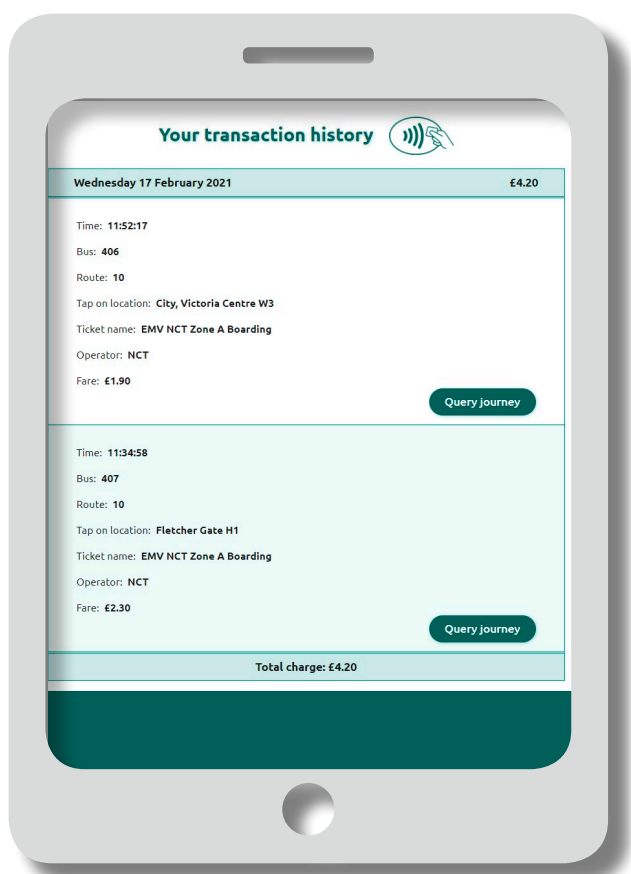 Your transaction history
Wednesday 17 February 2021 £4.20
Time: 11:52:17
Bus: 406
Route: 10
Tap on location: City, Victoria Centre W3
Ticket name: EMV NCT Zone A Boarding
Operator: NCT
Fare: £1.90
Query journey
Time: 11:34:58
Bus: 407
Route: 10
Tap on location: Fletcher Gate H1
Ticket name: EMV NCT Zone A Boarding
Operator: NCT
Fare: £2.30
Query journey
Total charge: £4.20